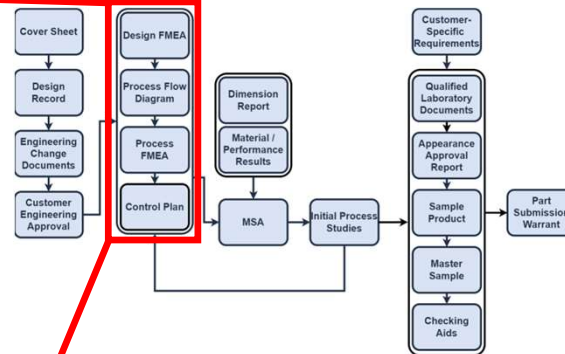 Cover Sheet
Design
Record
Engineering
Change
Documents
Customer
Engineering
Approval
Design FMEA
Process Flow
Diagram
Process
FMEA
Control Plan
Dimension
Report
Material /
Performance
Results
MSA
Initial Process
Studies
Customer-
Specific
Requirements
Qualified
Laboratory
Documents
Appearance
Approval
Report
Sample
Product
Master
Sample
Checking
Aids
Part
Submission
Warrant